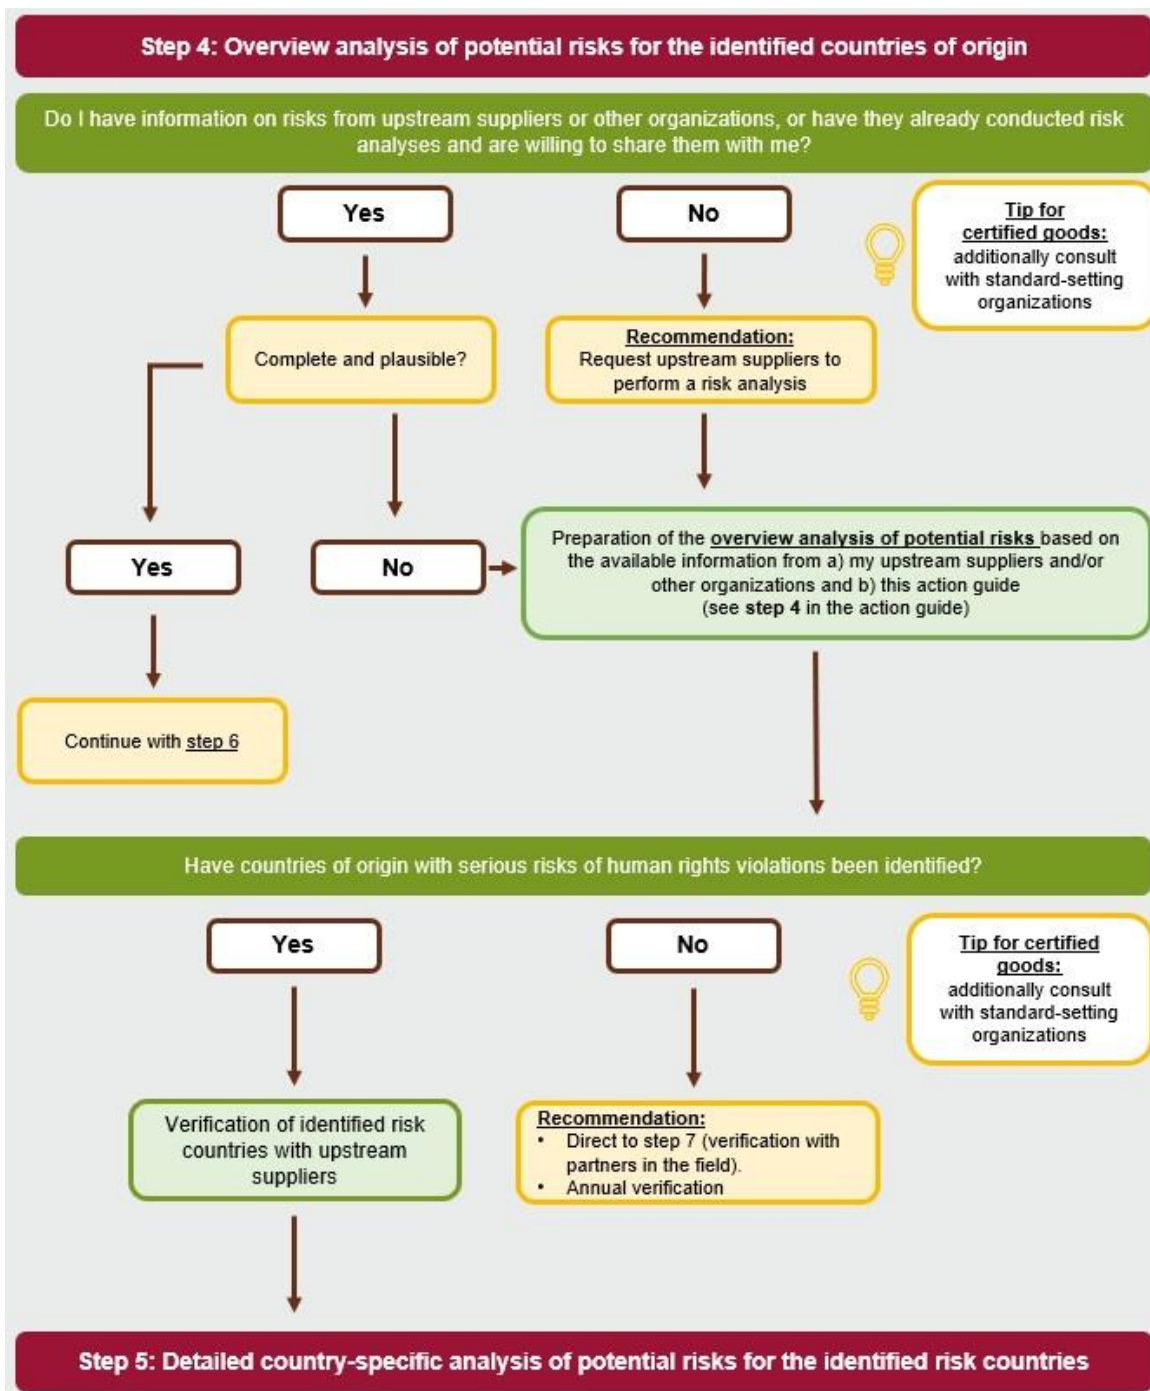 Step 4: Overview analysis of potential risks for the identified countries of origin
Do I have information on risks from upstream suppliers or other organizations, or have they already conducted risk
analyses and are willing to share them with me?
Yes
No
Tip for
certified goods:
additionally consult
with standard-setting
organizations
Complete and plausible?
Recommendation:
Request upstream suppliers to
perform a risk analysis
Yes
No
Preparation of the overview analysis of potential risks based on
the available information from a) my upstream suppliers and/or
other organizations and b) this action guide
(see step 4 in the action guide)
Continue with step 6
Have countries of origin with serious risks of human rights violations been identified?
Yes
No
Tip for certified
goods:
additionally consult
with standard-setting
organizations
Verification of identified risk
countries with upstream
suppliers
Recommendation:
• Direct to step 7 (verification with
partners in the field).
• Annual verification
Step 5: Detailed country-specific analysis of potential risks for the identified risk countries